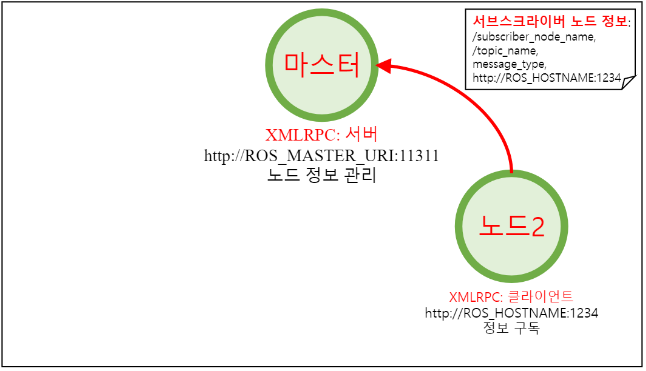 서브스크라이버 노드 정보:
/subscriber_node_name,
/topic_name,
message_type,
http://ROS_HOSTNAME:1234
마스터
XMLRPC: 서버
http://ROS_MASTER_URI:11311
노드 정보 관리
노드2
XMLRPC: 클라이언트
http://ROS_HOSTNAME:1234
정보 구독